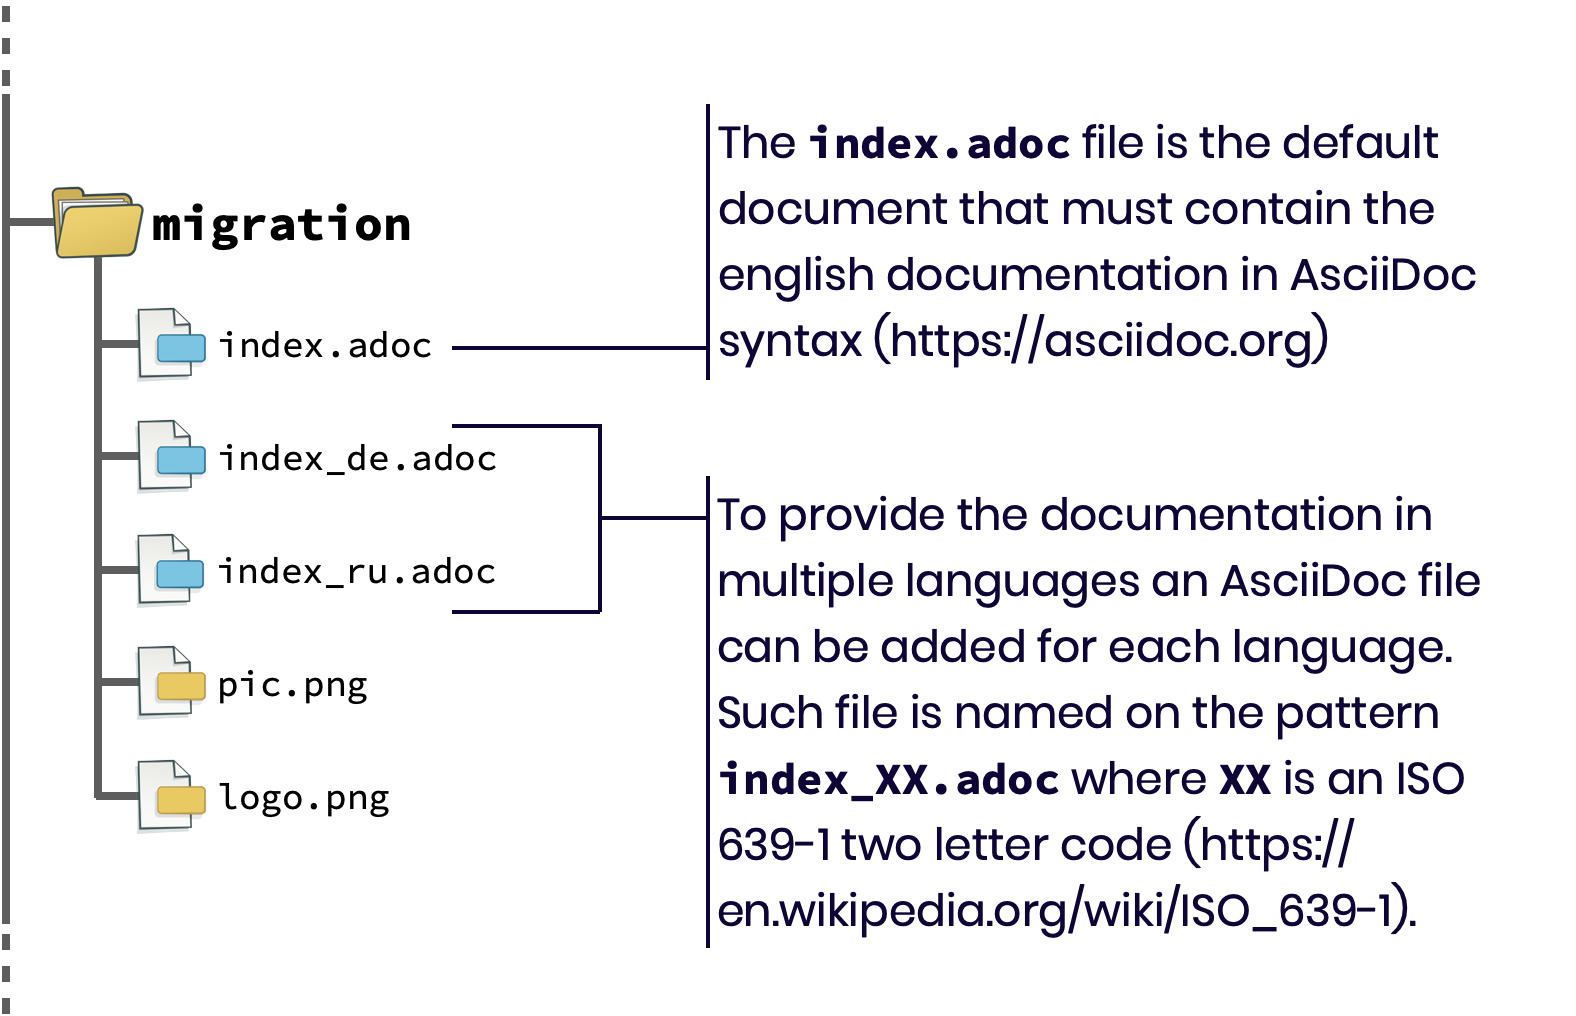 migration
index.adoc
index_de.adoc
index_ru.adoc
pic.png
logo.png
The index.adoc file is the default
document that must contain the
english documentation in AsciiDoc
syntax (https://asciidoc.org)
To provide the documentation in
multiple languages an AsciiDoc file
can be added for each language.
Such file is named on the pattern
index_XX.adoc where XX is an ISO
639-1 two letter code (https://
en.wikipedia.org/wiki/ISO_639-1).